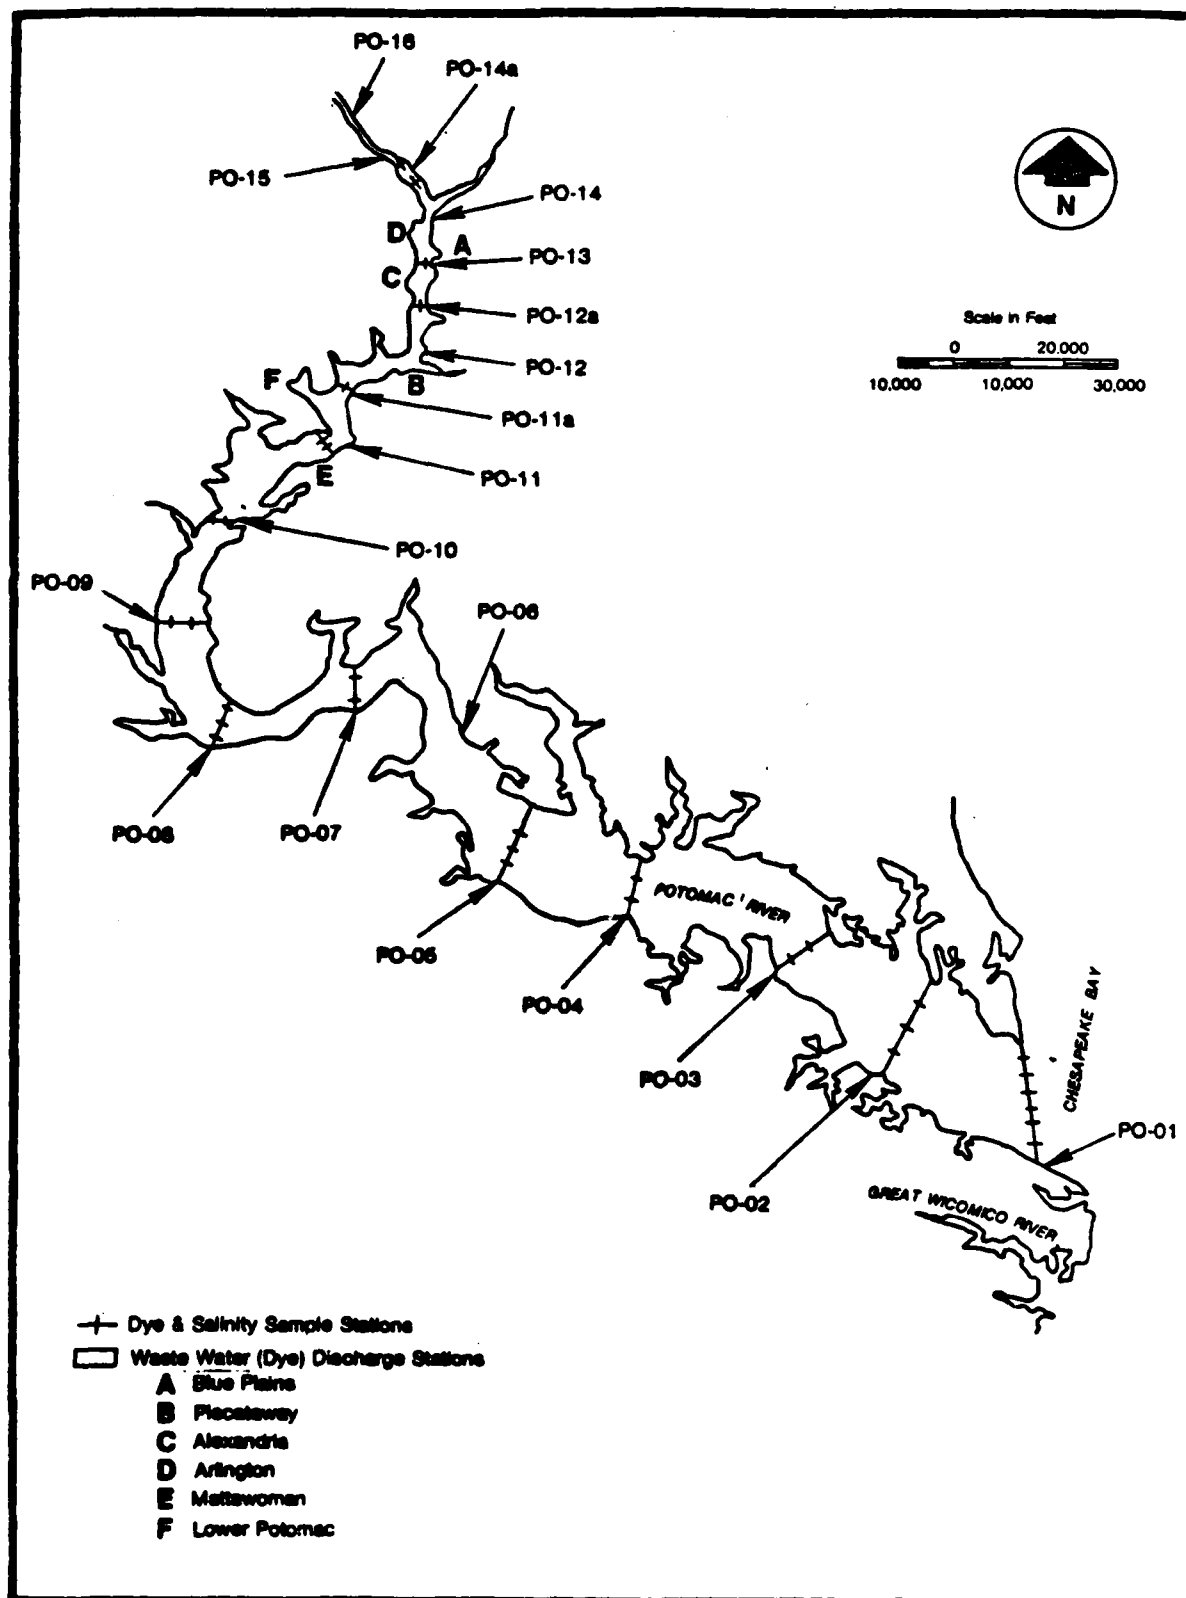 PO-16
PO-14a
PO-15
PO-14
D
A
PO-13
C
PO-12a
PO-12
F
B
PO-11a
E
PO-11
PO-10
PO-09
PO-06
PO-08
PO-07
PO-05
PO-04
PO-03
PO-02
PO-01
N
Scale in Feet
0 20.000
10,000 10,000 30,000
POTOMAC RIVER
CHESAPEAKE BAY
GREAT WICOMICO RIVER
Dye & Salinity Sample Stations
Waste Water (Dye) Discharge Stations
A Blue Plains
B Piscataway
C Alexandria
D Arlington
E Mattawoman
F Lower Potomac